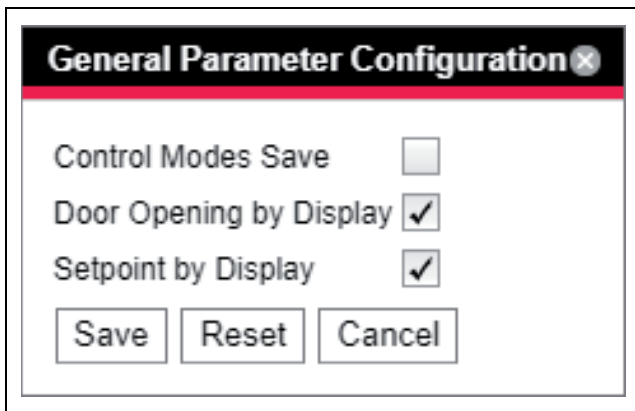 General Parameter Configuration
Control Modes Save
Door Opening by Display
Setpoint by Display
Save Reset Cancel